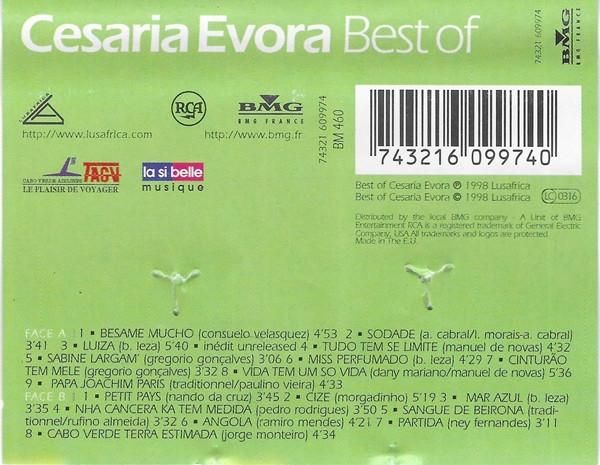 Cesaria Evora Best of
74321 609974
BMG
BMG FRANCE
LUSAFRICA
http://www.lusafrica.com
RCA
BMG
BMG FRANCE
http://www.bmg.fr
74321 609974
BM 460
743216 099740
CABO VERDE AIRLINES TACV
LE PLAISIR DE VOYAGER
la si belle
musique
Best of Cesaria Evora ℗ 1998 Lusafrica
Best of Cesaria Evora © 1998 Lusafrica
LC 0316
Distributed by the local BMG company - A Unit of BMG
Entertainment RCA is a registered trademark of General Electric
Company, USA All trademarks and logos are protected.
Made in The E.U.
FACE A | 1 ▪ BESAME MUCHO (consuelo velasquez) 4'53 2 ▪ SODADE (a. cabral/l. morais-a. cabral)
3'41 3 ▪ LUIZA (b. leza) 5'40 ▪ inédit unreleased 4 ▪ TUDO TEM SE LIMITE (manuel de novas) 4'32
5 ▪ SABINE LARGAM' (gregorio gonçalves) 3'06 6 ▪ MISS PERFUMADO (b. leza) 4'29 7 ▪ CINTURÃO
TEM MELE (gregorio gonçalves) 3'32 8 ▪ VIDA TEM UM SO VIDA (dany mariano/manuel de novas) 5'36
9 ▪ PAPA JOACHIM PARIS (traditionnel/paulino vieira) 4'33
FACE B | 1 ▪ PETIT PAYS (nando da cruz) 3'45 2 ▪ CIZE (morgadinho) 5'19 3 ▪ MAR AZUL (b. leza)
3'35 4 ▪ NHA CANCERA KA TEM MEDIDA (pedro rodrigues) 3'50 5 ▪ SANGUE DE BEIRONA (tradi-
tionnel/rufino almeida) 3'32 6 ▪ ANGOLA (ramiro mendes) 4'21 7 ▪ PARTIDA (ney fernandes) 3'11
8 ▪ CABO VERDE TERRA ESTIMADA (jorge monteiro) 4'34